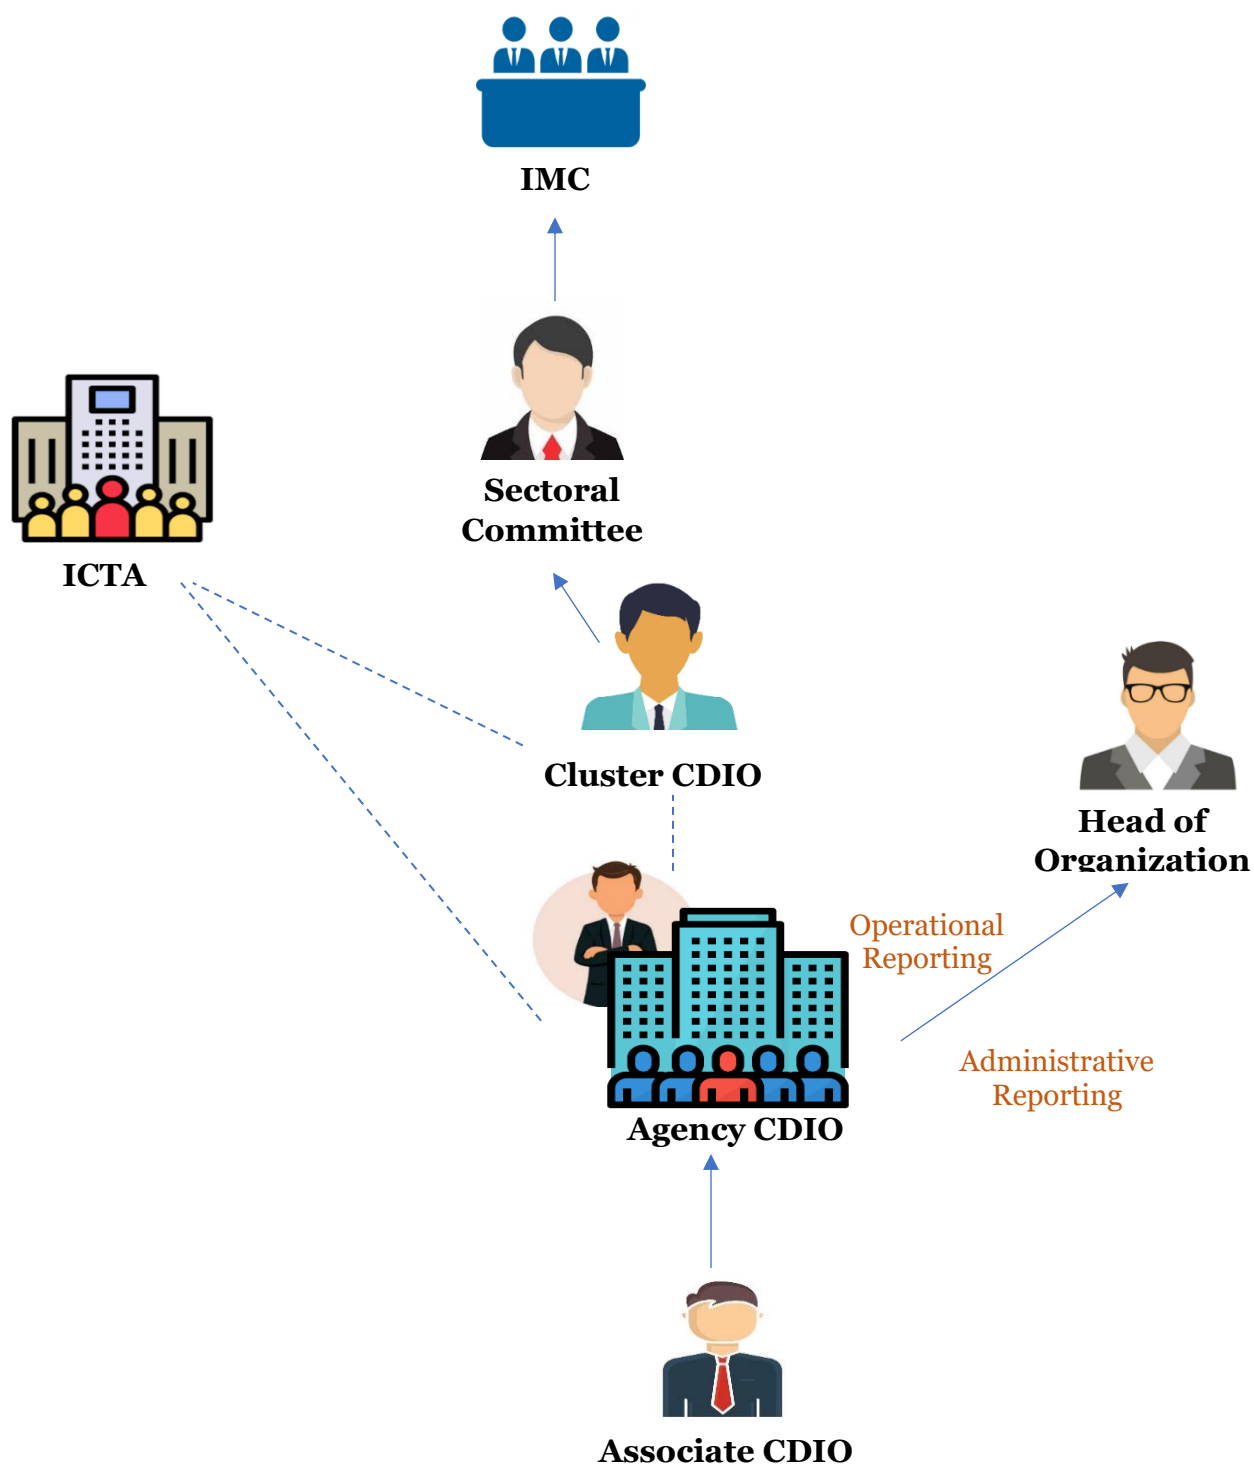 IMC
Sectoral
Committee
ICTA
Cluster CDIO
Head of
Organization
Operational
Reporting
Administrative
Reporting
Agency CDIO
Associate CDIO